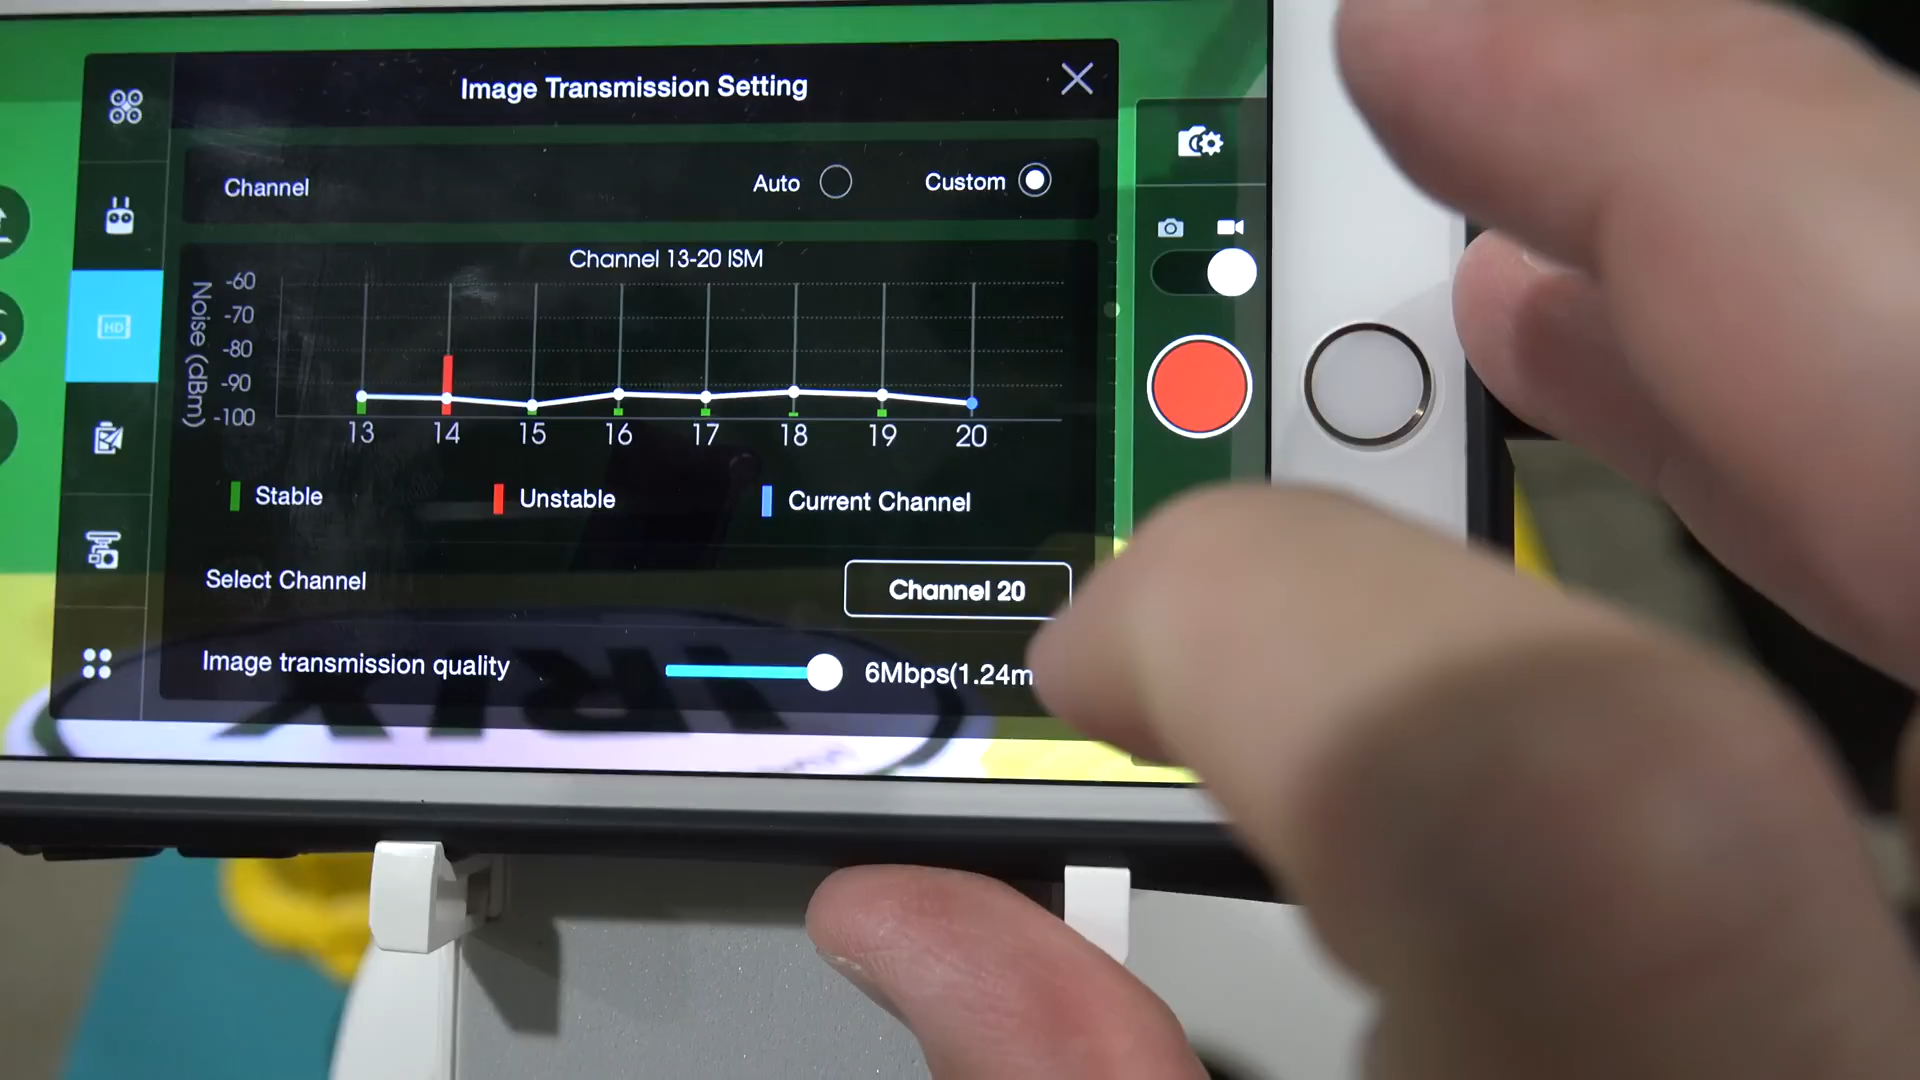 Image Transmission Setting
Channel
Auto
Custom
Channel 13-20 ISM
Noise (dBm)
-60
-70
-80
-90
-100
13 14 15 16 17 18 19 20
Stable
Unstable
Current Channel
Select Channel
Channel 20
Image transmission quality
6Mbps(1.24m
HD